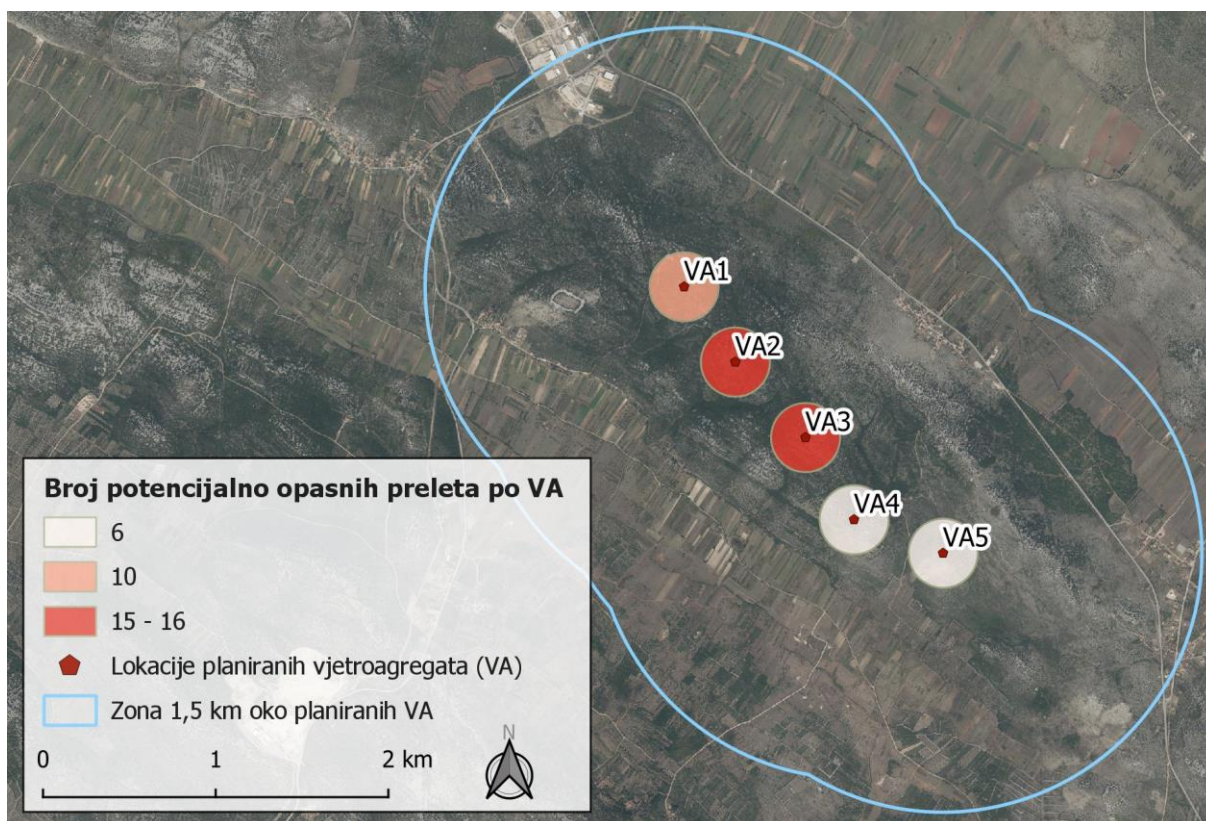 VA1
VA2
VA3
VA4
VA5
Broj potencijalno opasnih preleta po VA
6
10
15 - 16
Lokacije planiranih vjetroagregata (VA)
Zona 1,5 km oko planiranih VA
N
0 1 2 km